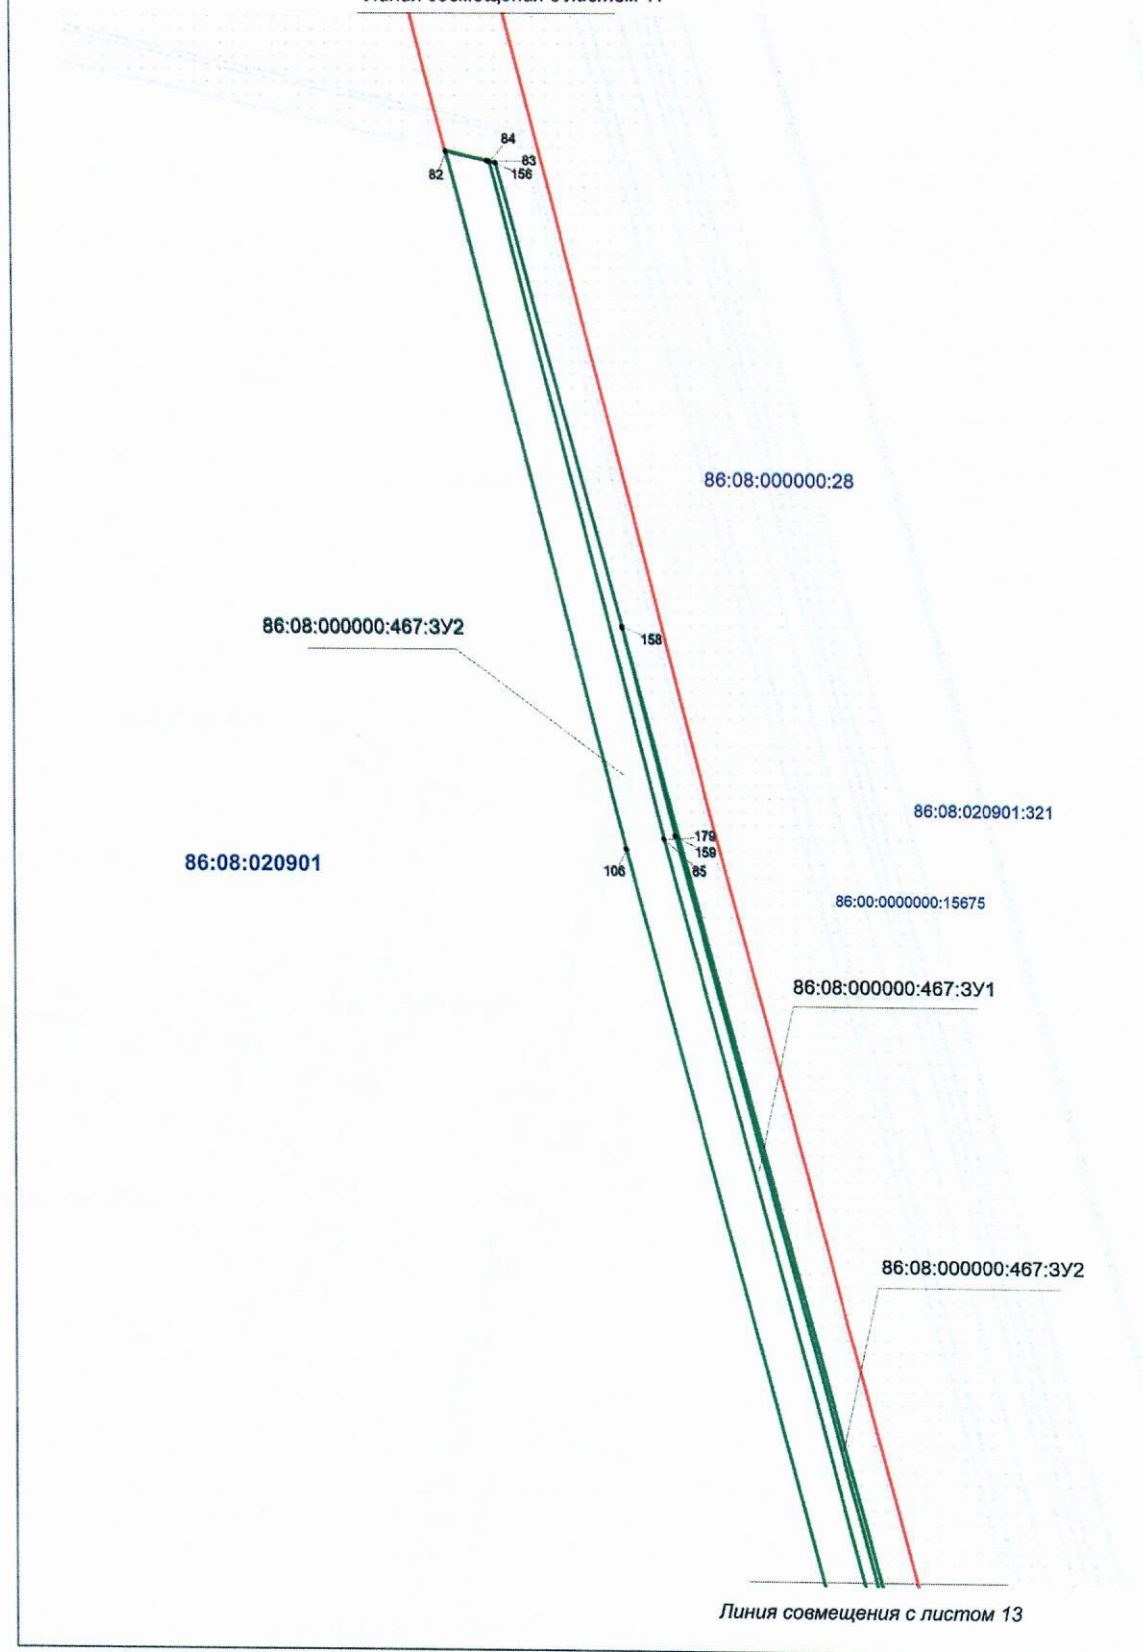 Линия совмещения с листом 11
84
83
82
156
86:08:000000:28
86:08:000000:467:ЗУ2
158
86:08:020901:321
179
159
86:08:020901
106
85
86:00:0000000:15675
86:08:000000:467:ЗУ1
86:08:000000:467:ЗУ2
Линия совмещения с листом 13